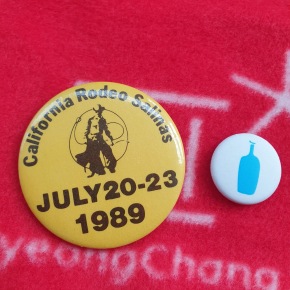 California Rodeo Salinas
JULY 20-23
1989
yeongChang